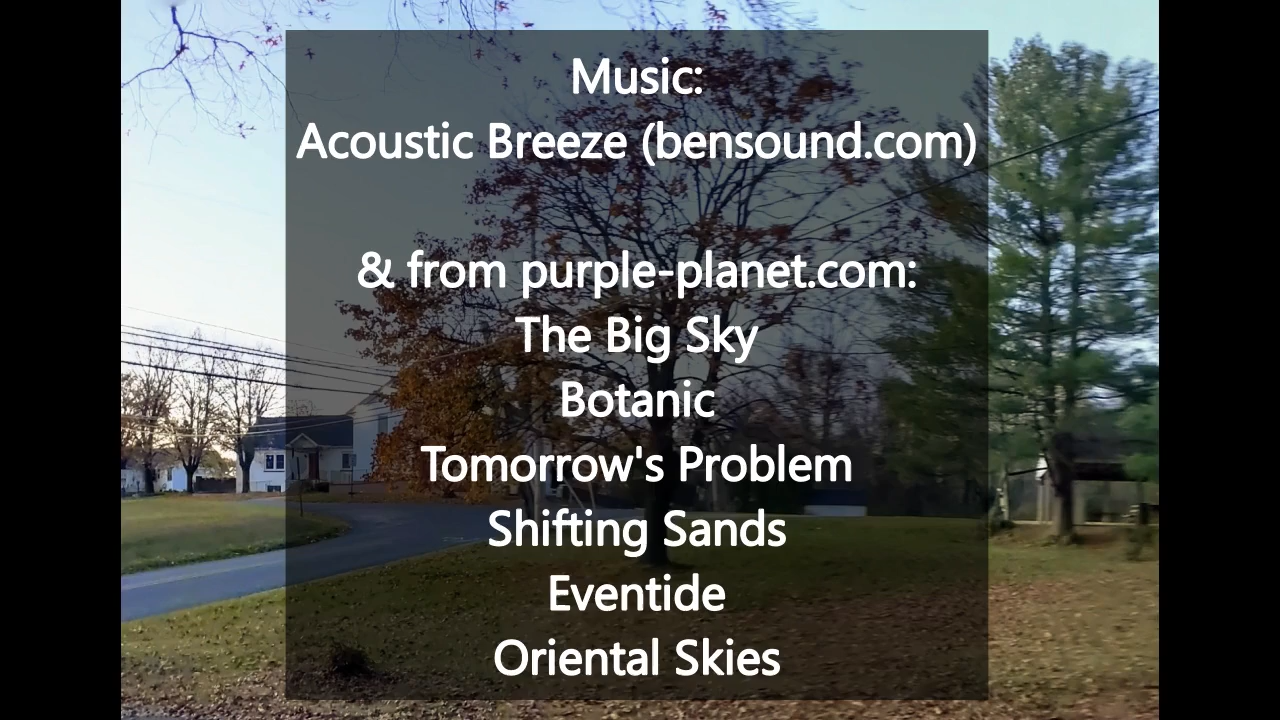 Music:
Acoustic Breeze (bensound.com)
& from purple-planet.com:
The Big Sky
Botanic
Tomorrow's Problem
Shifting Sands
Eventide
Oriental Skies